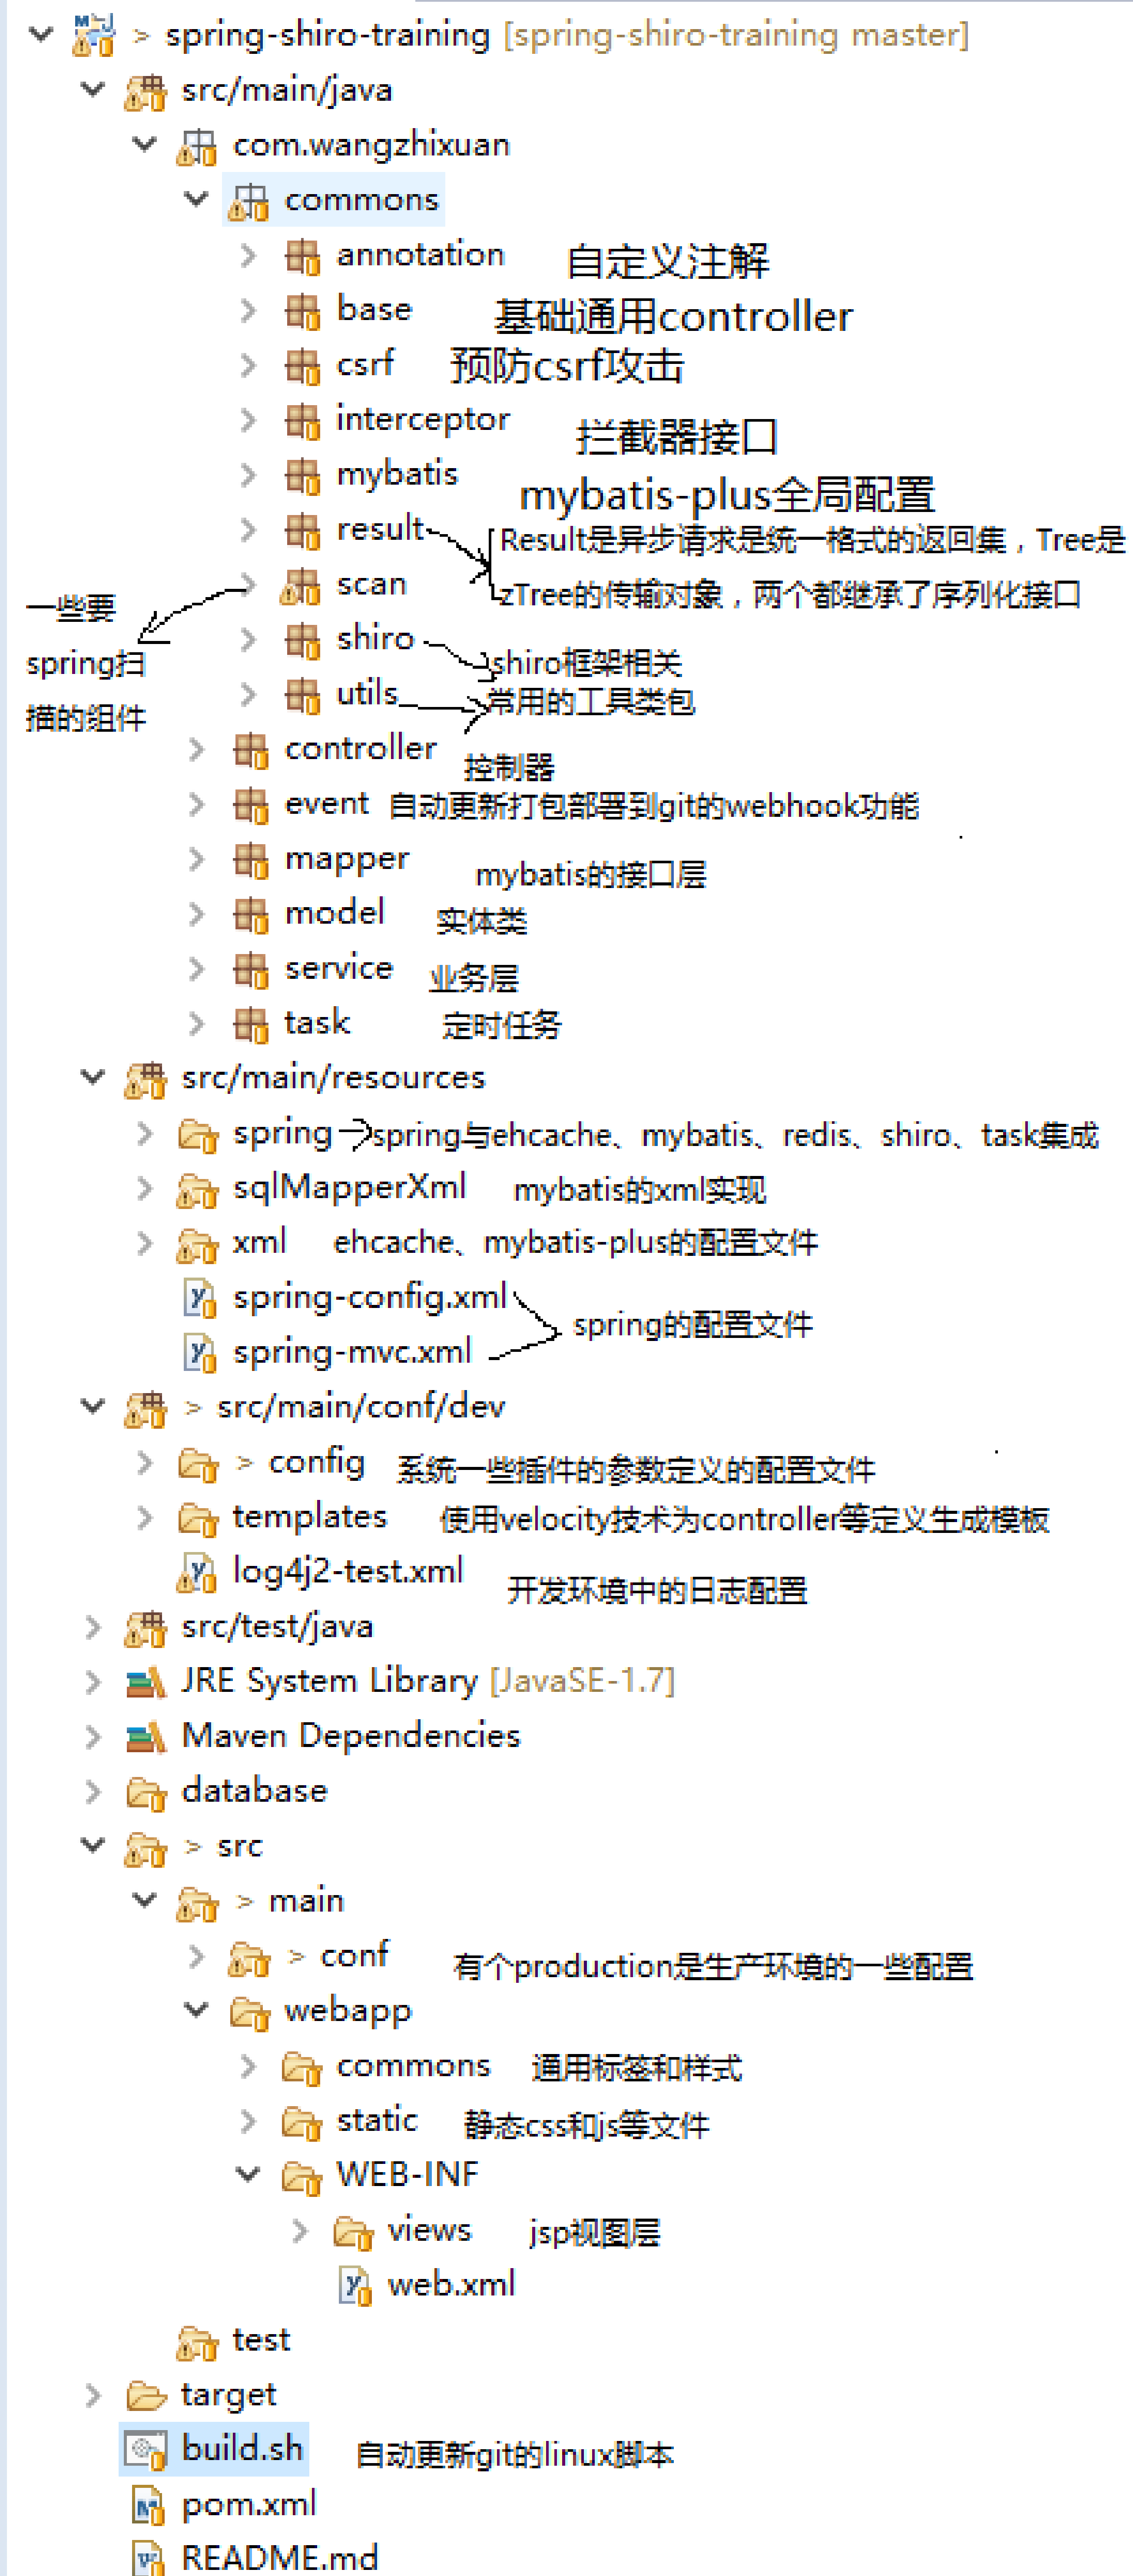 > spring-shiro-training [spring-shiro-training master]
src/main/java
com.wangzhixuan
commons
annotation 自定义注解
base 基础通用controller
csrf 预防csrf攻击
interceptor 拦截器接口
mybatis mybatis-plus全局配置
result Result是异步请求是统一格式的返回集，Tree是
zTree的传输对象，两个都继承了序列化接口
scan
一些要
spring扫
描的组件
shiro shiro框架相关
utils 常用的工具类包
controller 控制器
event 自动更新打包部署到git的webhook功能
mapper mybatis的接口层
model 实体类
service 业务层
task 定时任务
src/main/resources
spring spring与ehcache、mybatis、redis、shiro、task集成
sqlMapperXml mybatis的xml实现
xml ehcache、mybatis-plus的配置文件
spring-config.xml
spring的配置文件
spring-mvc.xml
> src/main/conf/dev
> config 系统一些插件的参数定义的配置文件
templates 使用velocity技术为controller等定义生成模板
log4j2-test.xml 开发环境中的日志配置
src/test/java
JRE System Library [JavaSE-1.7]
Maven Dependencies
database
> src
> main
> conf 有个production是生产环境的一些配置
webapp
commons 通用标签和样式
static 静态css和js等文件
WEB-INF
views jsp视图层
web.xml
test
target
build.sh 自动更新git的linux脚本
pom.xml
README.md